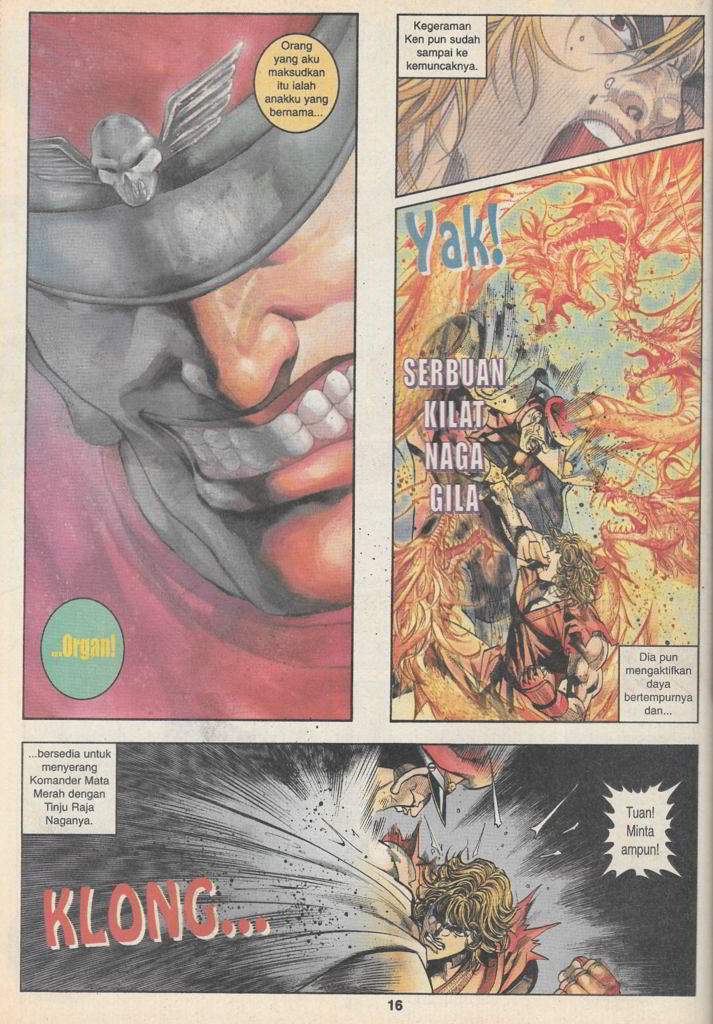 Orang
yang aku
maksudkan
itu ialah
anakku yang
bernama...
...Organ!
Kegeraman
Ken pun sudah
sampai ke
kemuncaknya.
Yak!
SERBUAN
KILAT
NAGA
GILA
Dia pun
mengaktifkan
daya
bertempurnya
dan...
...bersedia untuk
menyerang
Komander Mata
Merah dengan
Tinju Raja
Naganya.
KLONG...
Tuan!
Minta
ampun!
16